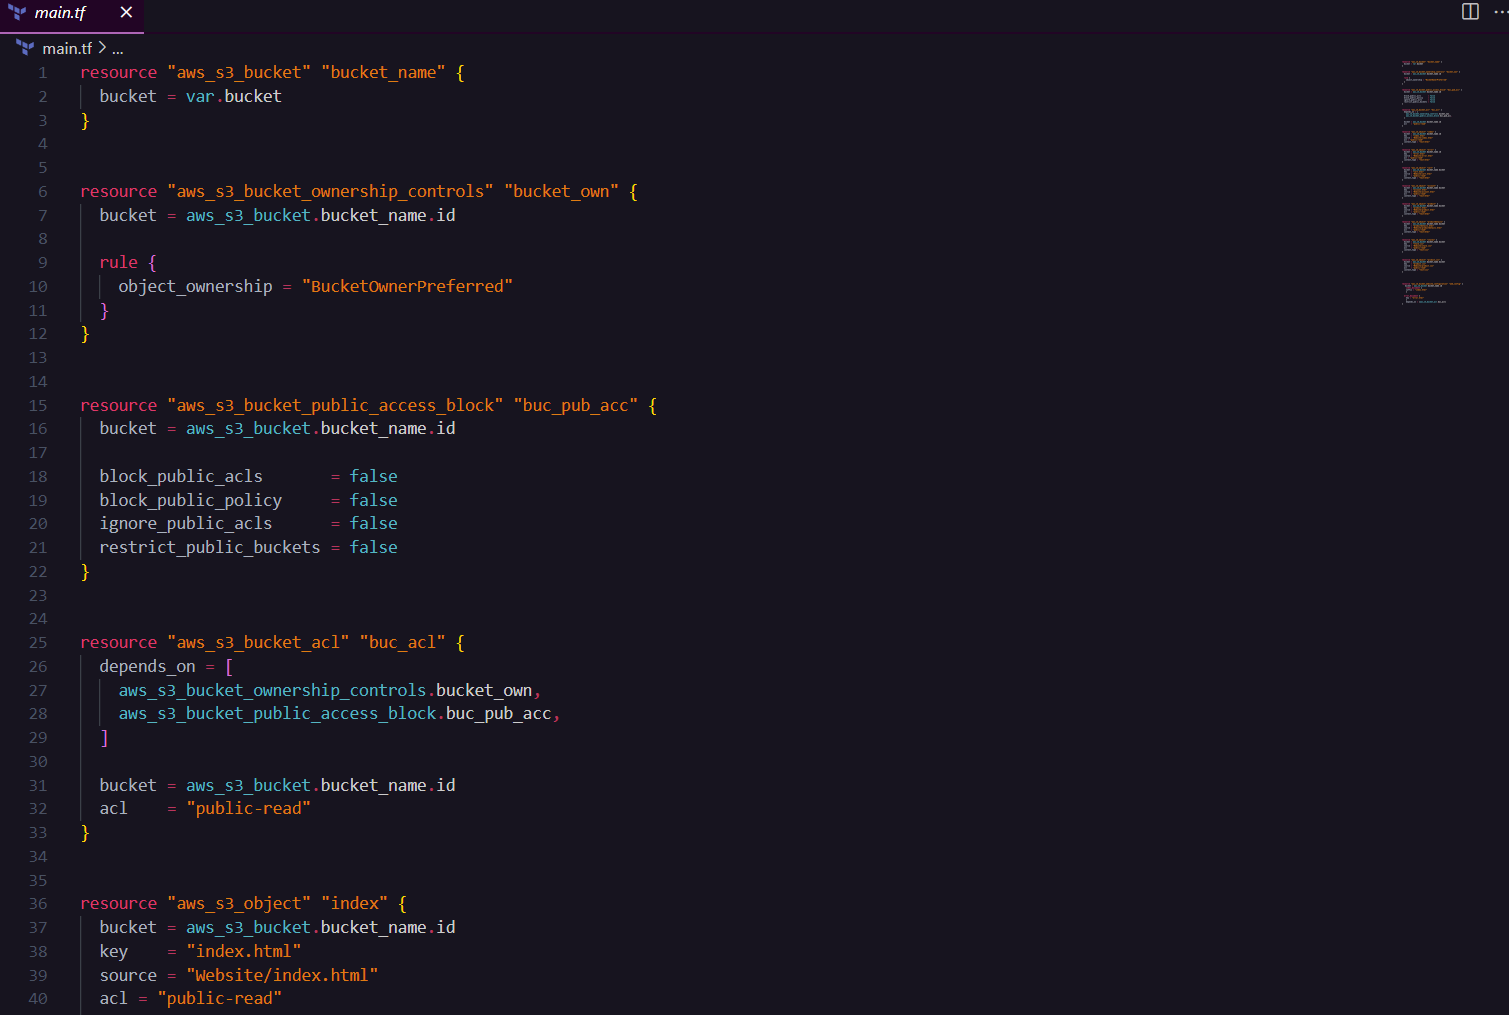 main.tf
main.tf > ...
1 resource "aws_s3_bucket" "bucket_name" {
2 bucket = var.bucket
3 }
4
5
6 resource "aws_s3_bucket_ownership_controls" "bucket_own" {
7 bucket = aws_s3_bucket.bucket_name.id
8
9 rule {
10 object_ownership = "BucketOwnerPreferred"
11 }
12 }
13
14
15 resource "aws_s3_bucket_public_access_block" "buc_pub_acc" {
16 bucket = aws_s3_bucket.bucket_name.id
17
18 block_public_acls = false
19 block_public_policy = false
20 ignore_public_acls = false
21 restrict_public_buckets = false
22 }
23
24
25 resource "aws_s3_bucket_acl" "buc_acl" {
26 depends_on = [
27 aws_s3_bucket_ownership_controls.bucket_own,
28 aws_s3_bucket_public_access_block.buc_pub_acc,
29 ]
30
31 bucket = aws_s3_bucket.bucket_name.id
32 acl = "public-read"
33 }
34
35
36 resource "aws_s3_object" "index" {
37 bucket = aws_s3_bucket.bucket_name.id
38 key = "index.html"
39 source = "Website/index.html"
40 acl = "public-read"